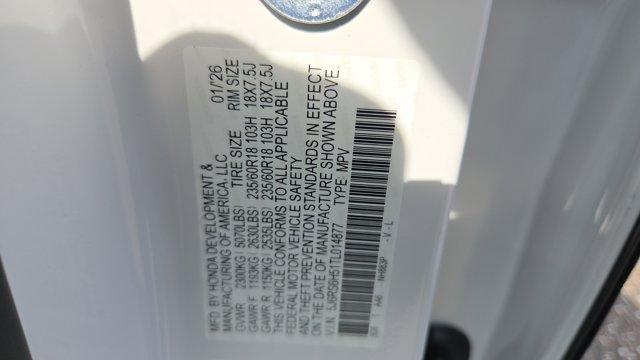 MFD BY HONDA DEVELOPMENT & 01/'26
MANUFACTURING OF AMERICA, LLC TIRE SIZE RIM SIZE
GVWR 2300KG (5070LBS)
GAWR F 1193KG (2630LBS) 235/60R18 103H 18X7.5J
GAWR R 1150KG (2535LBS) 235/60R18 103H 18X7.5J
THIS VEHICLE CONFORMS TO ALL APPLICABLE
FEDERAL MOTOR VEHICLE SAFETY
AND THEFT PREVENTION STANDARDS IN EFFECT
ON THE DATE OF MANUFACTURE SHOWN ABOVE.
V.I.N. 5J6RS6H51TL014877 TYPE: MPV
NH883P - V - L